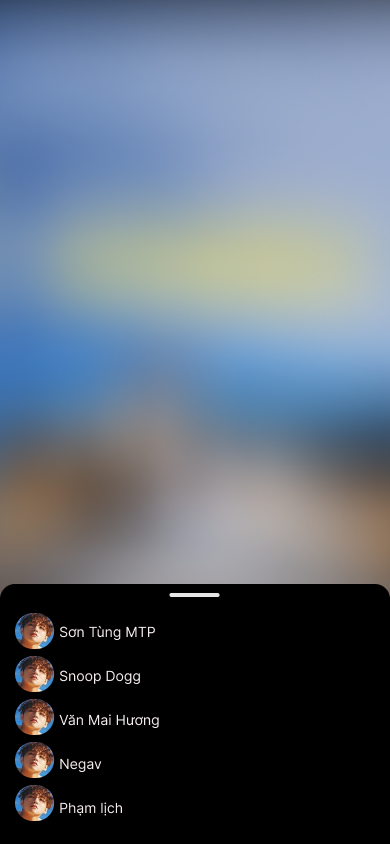 Sơn Tùng MTP
Snoop Dogg
Văn Mai Hương
Negav
Phạm lịch